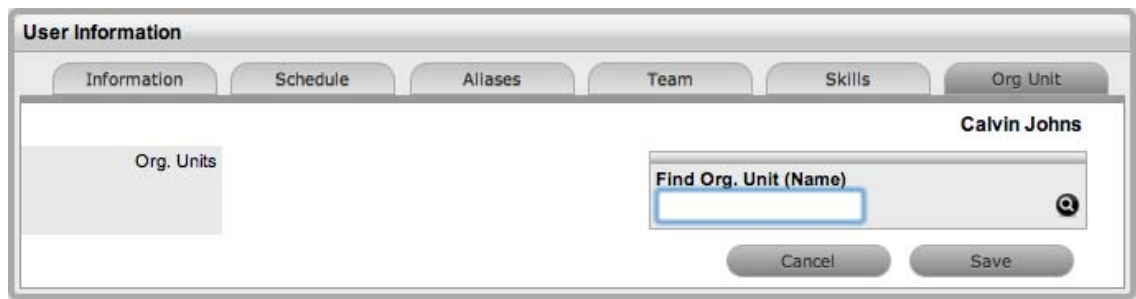 User Information
Information Schedule Aliases Team Skills Org Unit
Calvin Johns
Org. Units
Find Org. Unit (Name)
Cancel Save